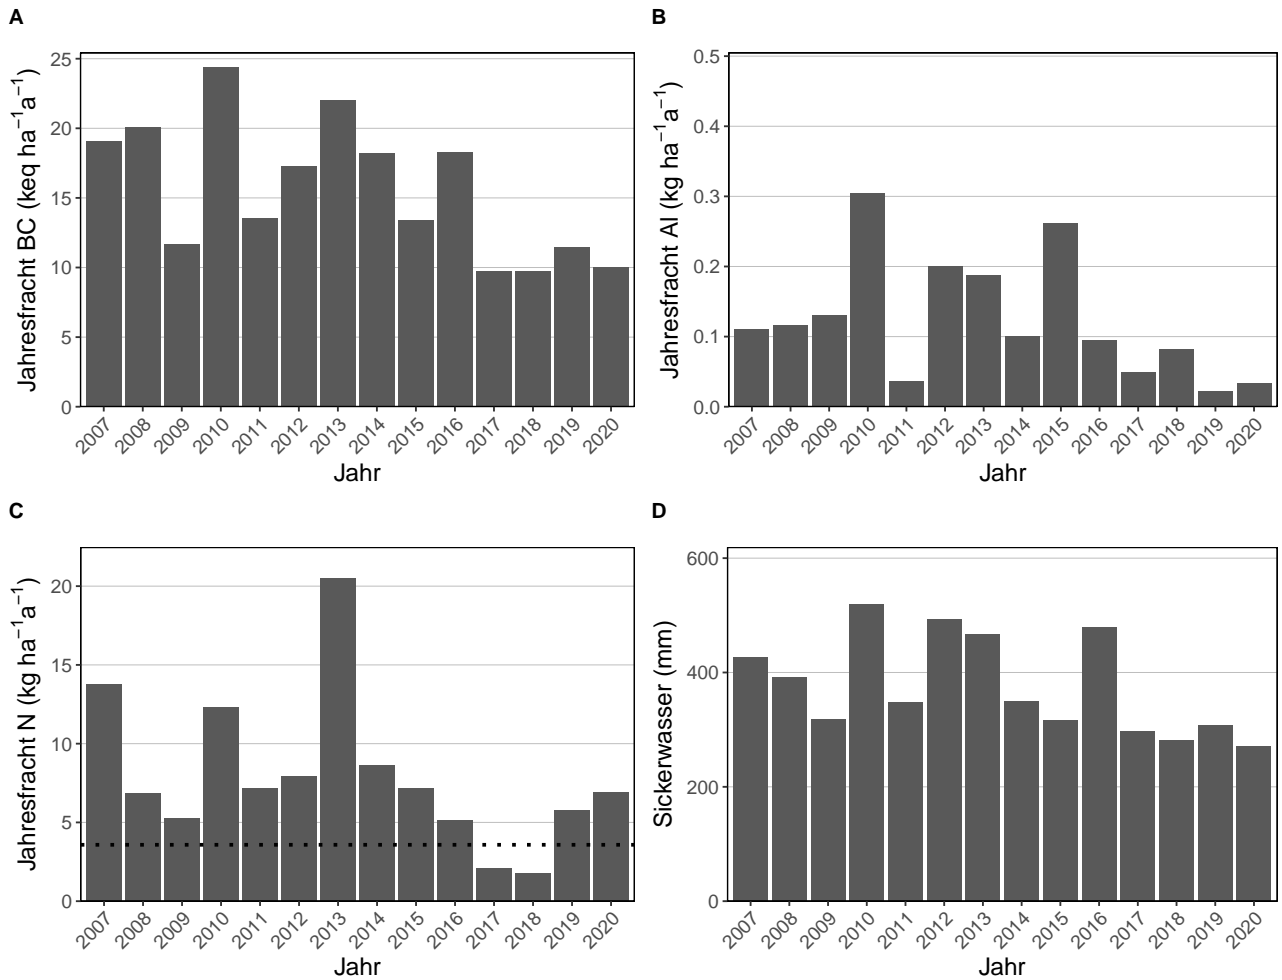 A
Jahresfracht BC (keq ha⁻¹a⁻¹)
25
20
15
10
5
0
2007 2008 2009 2010 2011 2012 2013 2014 2015 2016 2017 2018 2019 2020
Jahr
B
Jahresfracht Al (kg ha⁻¹a⁻¹)
0.5
0.4
0.3
0.2
0.1
0.0
2007 2008 2009 2010 2011 2012 2013 2014 2015 2016 2017 2018 2019 2020
Jahr
C
Jahresfracht N (kg ha⁻¹a⁻¹)
20
15
10
5
0
2007 2008 2009 2010 2011 2012 2013 2014 2015 2016 2017 2018 2019 2020
Jahr
D
Sickerwasser (mm)
600
400
200
0
2007 2008 2009 2010 2011 2012 2013 2014 2015 2016 2017 2018 2019 2020
Jahr